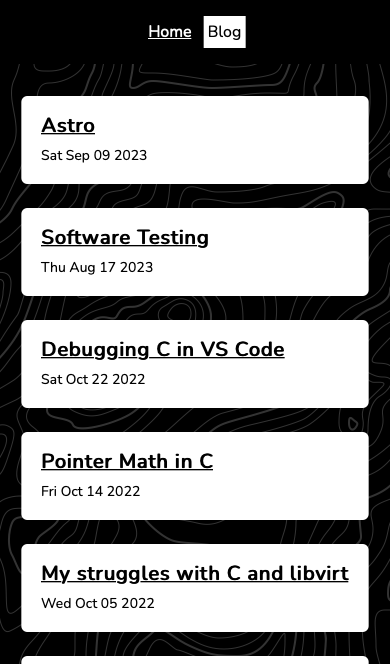 Home Blog
Astro
Sat Sep 09 2023
Software Testing
Thu Aug 17 2023
Debugging C in VS Code
Sat Oct 22 2022
Pointer Math in C
Fri Oct 14 2022
My struggles with C and libvirt
Wed Oct 05 2022